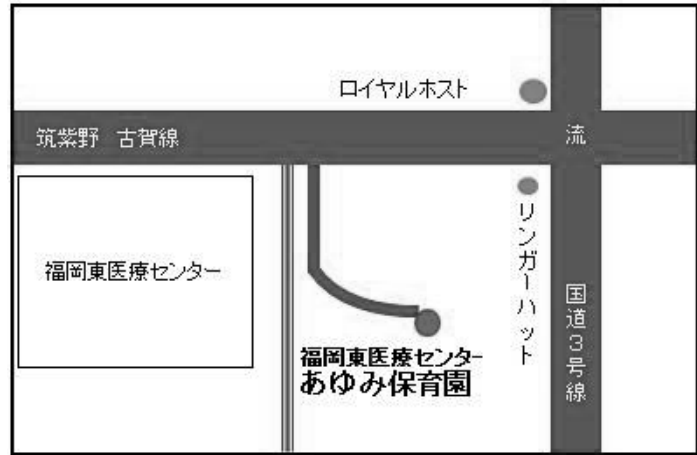 ロイヤルホスト
筑紫野 古賀線
流
リンガーハット
福岡東医療センター
国道3号線
福岡東医療センター
あゆみ保育園